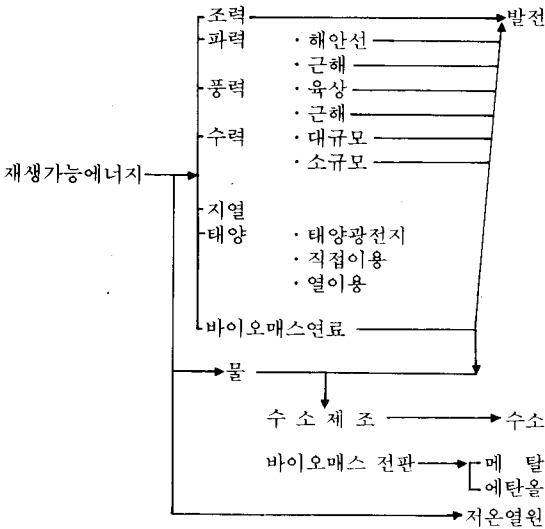 조력 발전
파력 · 해안선
· 근해
풍력 · 육상
· 근해
수력 · 대규모
· 소규모
재생가능에너지
지열
태양 · 태양광전지
· 직접이용
· 열이용
바이오매스연료
물
수 소 제 조 수소
바이오매스 전판 메 탈
에탄올
저온열원